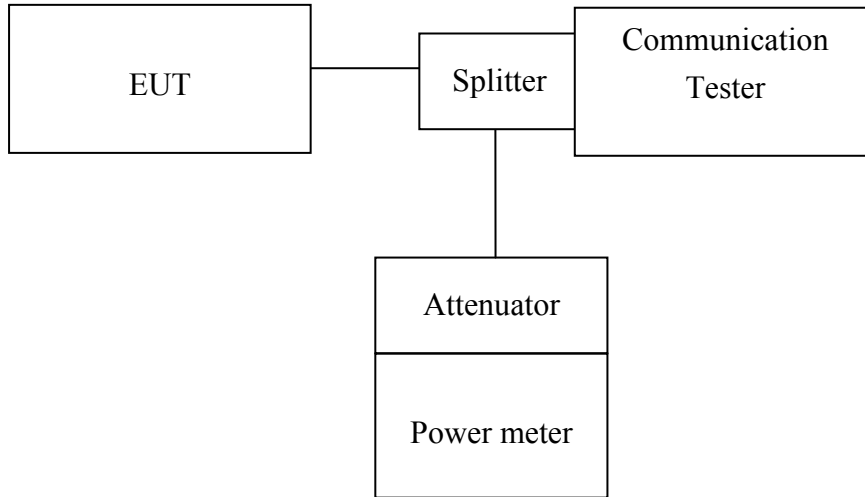 EUT
Splitter
Communication
Tester
Attenuator
Power meter